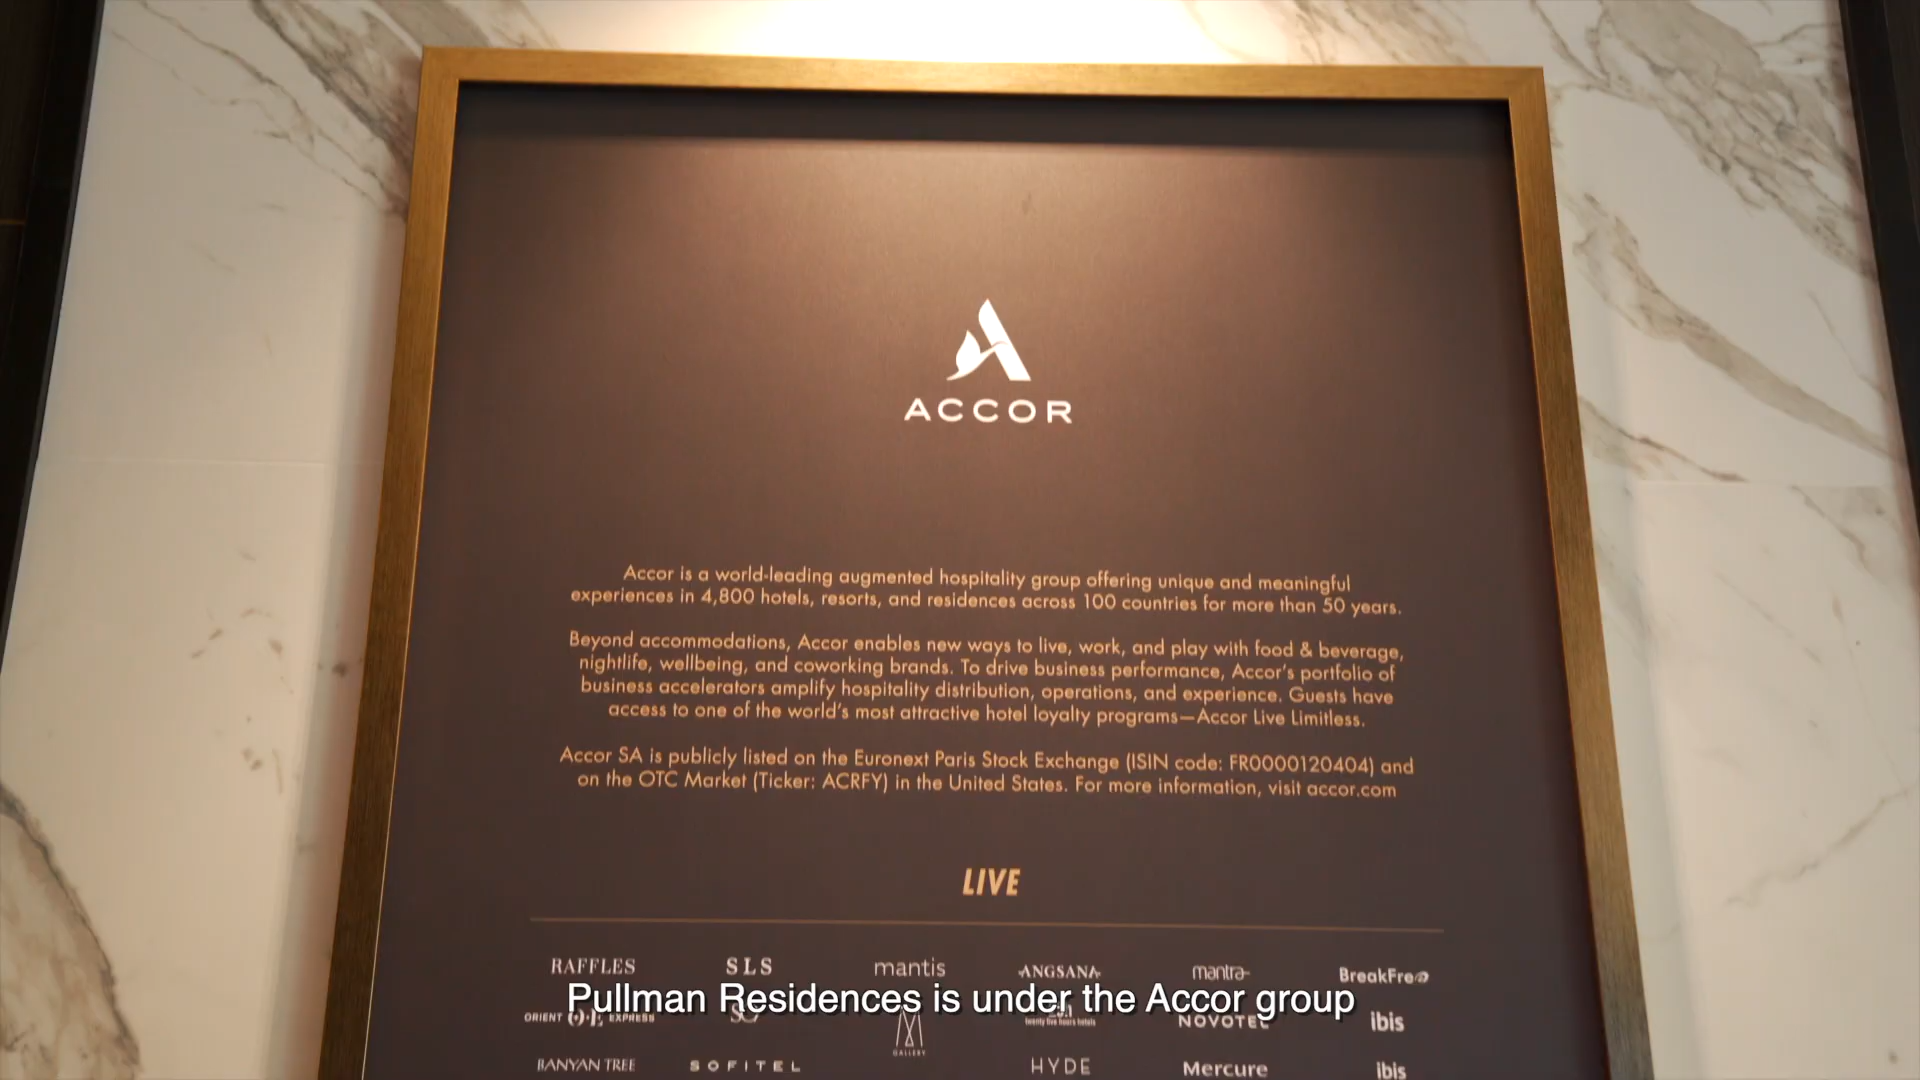 ACCOR
Accor is a world-leading augmented hospitality group offering unique and meaningful
experiences in 4,800 hotels, resorts, and residences across 100 countries for more than 50 years.
Beyond accommodations, Accor enables new ways to live, work, and play with food & beverage,
nightlife, wellbeing, and coworking brands. To drive business performance, Accor's portfolio of
business accelerators amplify hospitality distribution, operations, and experience. Guests have
access to one of the world's most attractive hotel loyalty programs—Accor Live Limitless.
Accor SA is publicly listed on the Euronext Paris Stock Exchange (ISIN code: FR0000120404) and
on the OTC Market (Ticker: ACRFY) in the United States. For more information, visit accor.com
LIVE
RAFFLES SLS mantis ANGSANA mantra BreakFree
Pullman Residences is under the Accor group
ORIENT O·E EXPRESS twenty five hours hotels NOVOTEL ibis
GALLERY
BANYAN TREE SOFITEL HYDE Mercure ibis